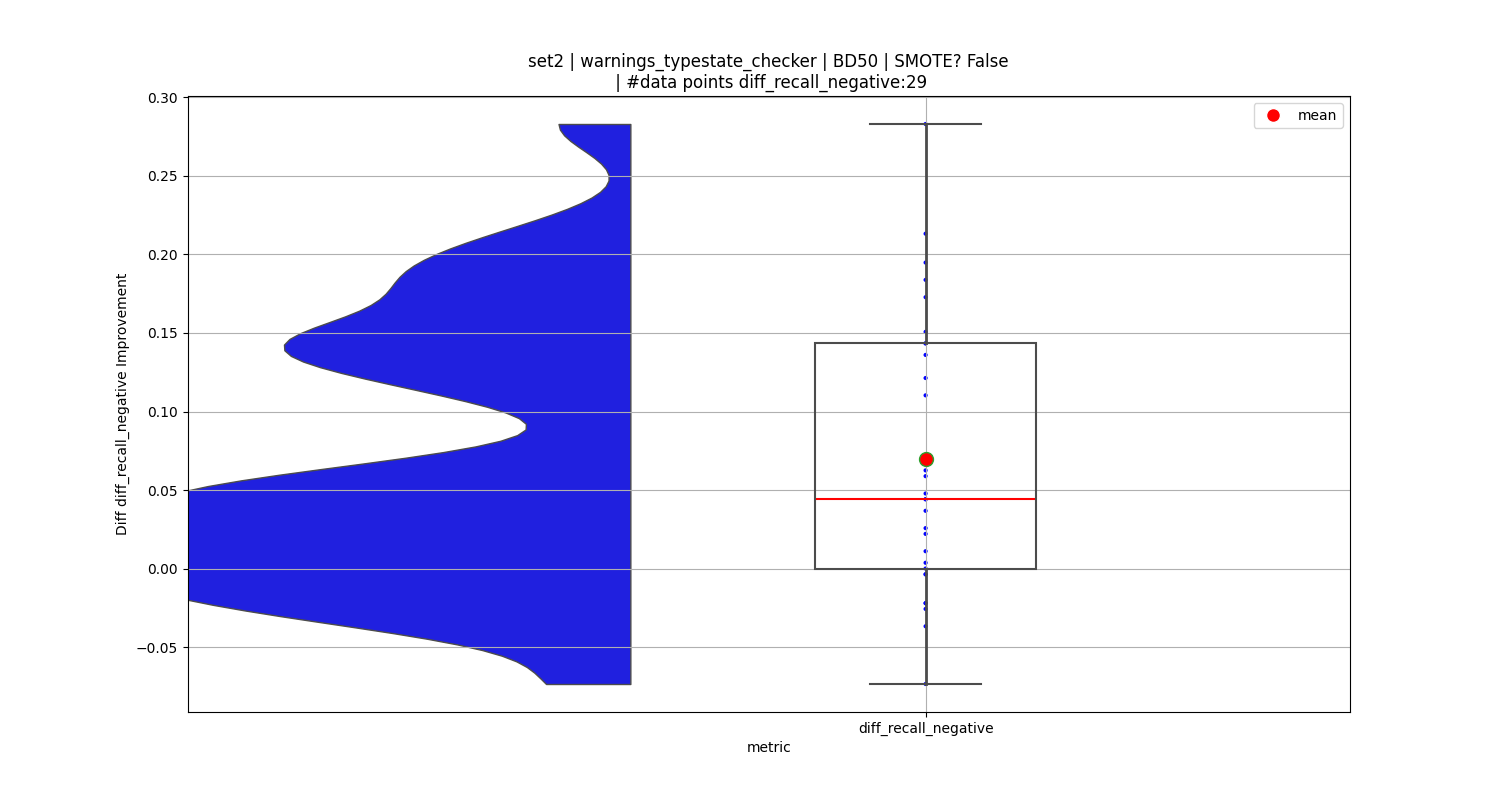 set2 | warnings_typestate_checker | BD50 | SMOTE? False
| #data points diff_recall_negative:29
0.30
mean
0.25
0.20
0.15
0.10
0.05
0.00
−0.05
Diff diff_recall_negative Improvement
diff_recall_negative
metric